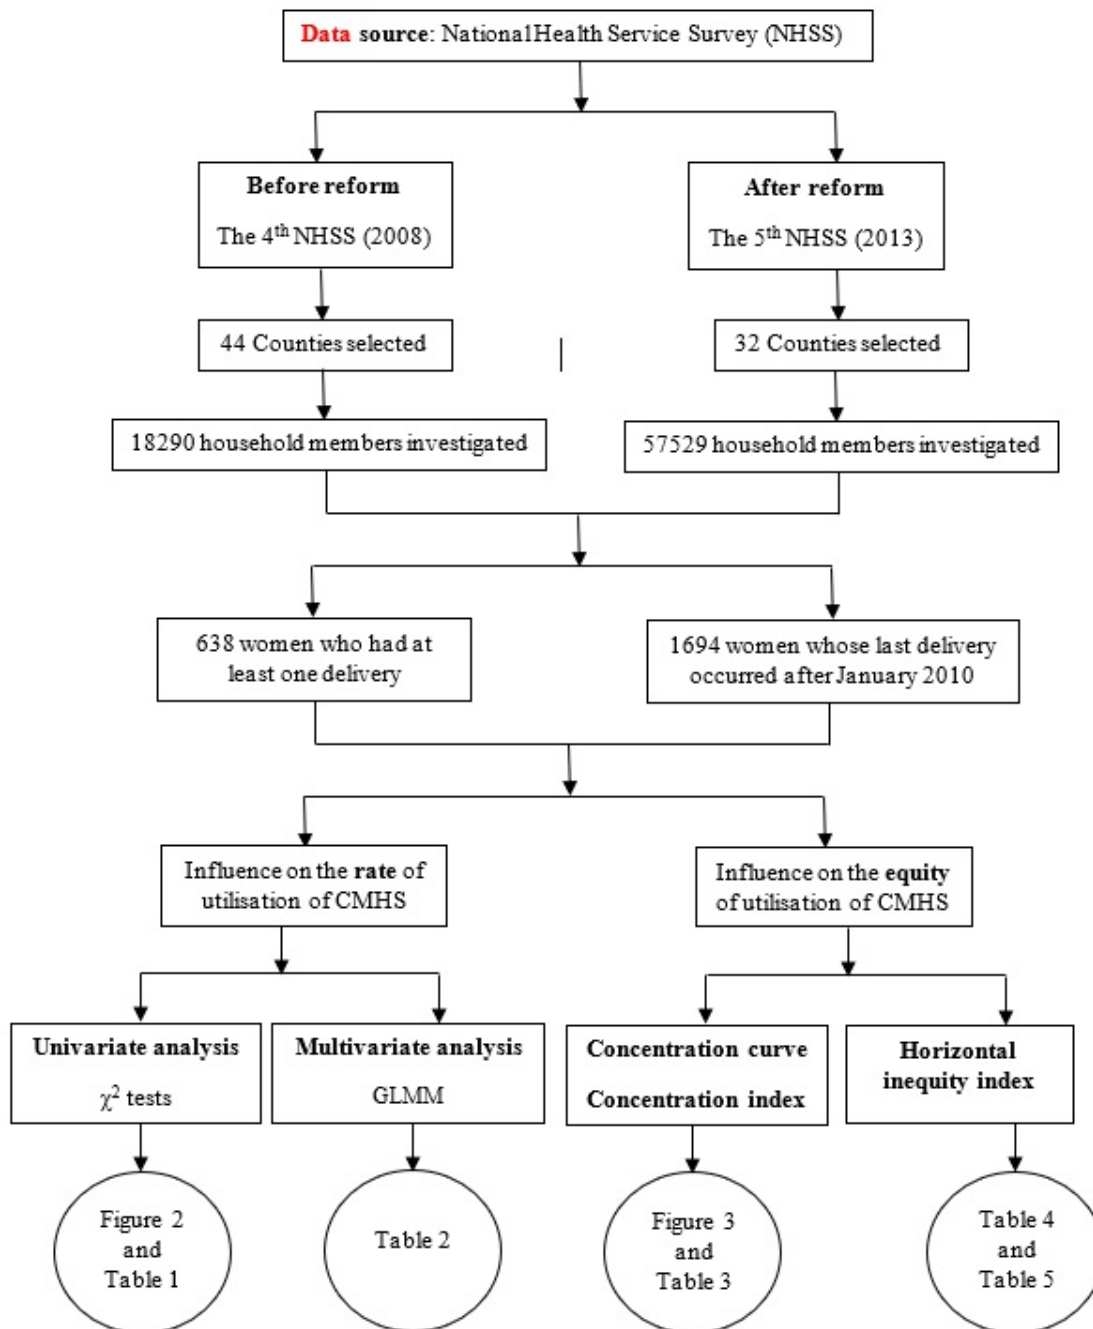 Data source: National Health Service Survey (NHSS)
Before reform
The 4th NHSS (2008)
After reform
The 5th NHSS (2013)
44 Counties selected
32 Counties selected
18290 household members investigated
57529 household members investigated
638 women who had at
least one delivery
1694 women whose last delivery
occurred after January 2010
Influence on the rate of
utilisation of CMHS
Influence on the equity
of utilisation of CMHS
Univariate analysis
χ² tests
Multivariate analysis
GLMM
Concentration curve
Concentration index
Horizontal
inequity index
Figure 2
and
Table 1
Table 2
Figure 3
and
Table 3
Table 4
and
Table 5